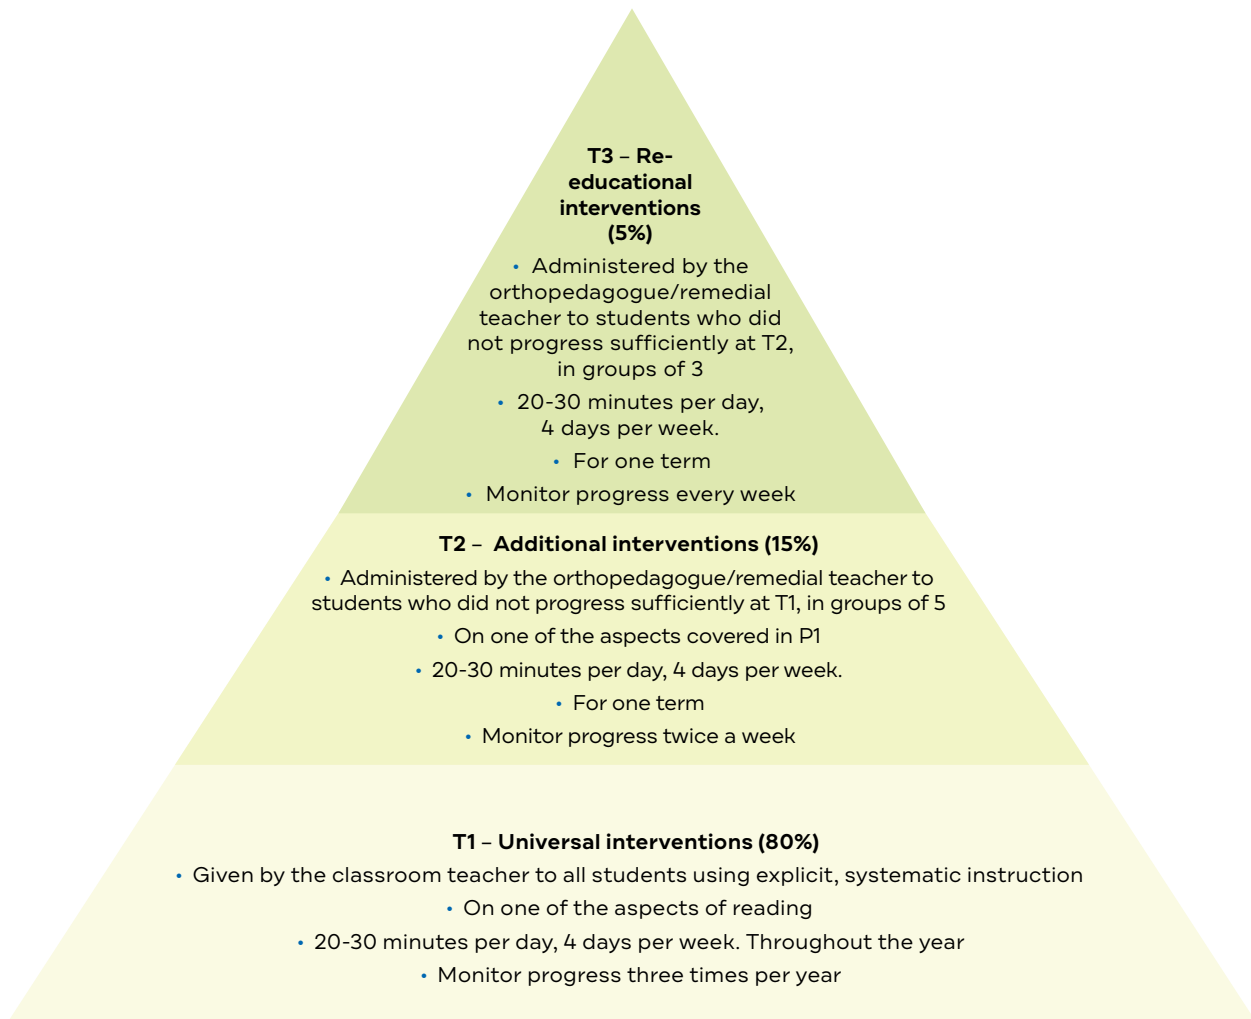 T3 – Re-
educational
interventions
(5%)
• Administered by the
orthopedagogue/remedial
teacher to students who did
not progress sufficiently at T2,
in groups of 3
• 20-30 minutes per day,
4 days per week.
• For one term
• Monitor progress every week
T2 – Additional interventions (15%)
• Administered by the orthopedagogue/remedial teacher to
students who did not progress sufficiently at T1, in groups of 5
• On one of the aspects covered in P1
• 20-30 minutes per day, 4 days per week.
• For one term
• Monitor progress twice a week
T1 – Universal interventions (80%)
• Given by the classroom teacher to all students using explicit, systematic instruction
• On one of the aspects of reading
• 20-30 minutes per day, 4 days per week. Throughout the year
• Monitor progress three times per year